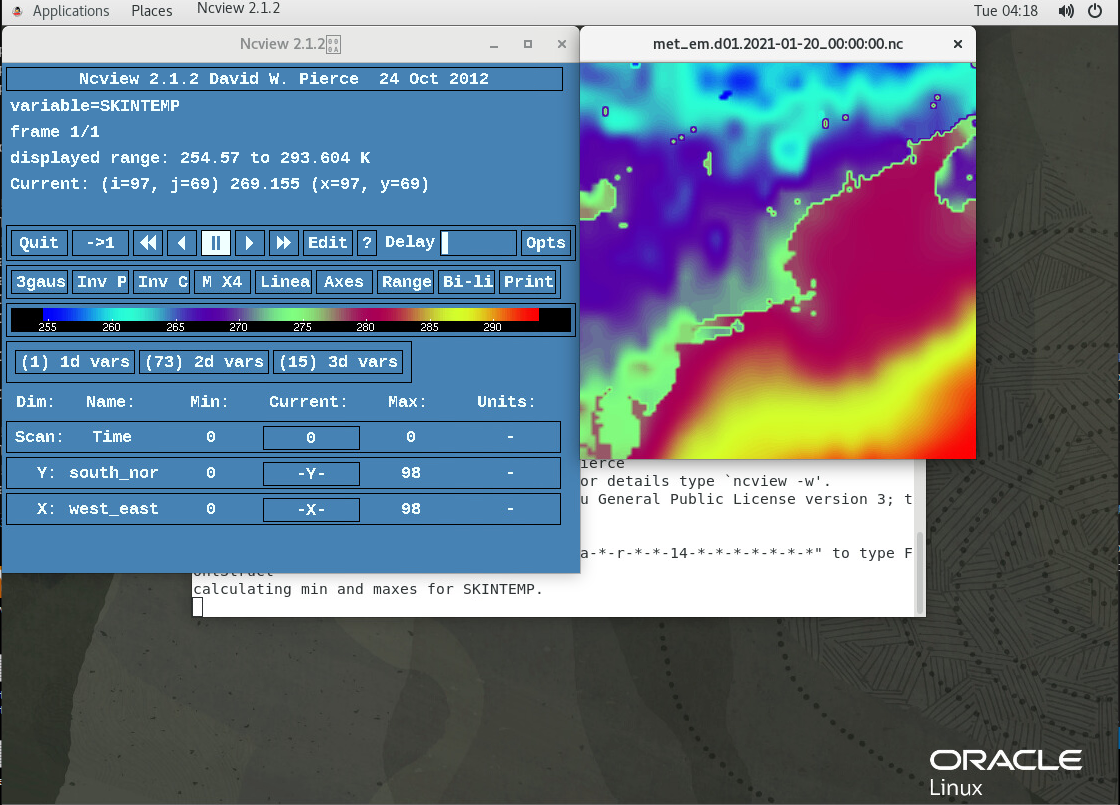 Applications Places Ncview 2.1.2 Tue 04:18
Ncview 2.1.2
met_em.d01.2021-01-20_00:00:00.nc
Ncview 2.1.2 David W. Pierce 24 Oct 2012
variable=SKINTEMP
frame 1/1
displayed range: 254.57 to 293.604 K
Current: (i=97, j=69) 269.155 (x=97, y=69)
Quit ->1 Edit ? Delay Opts
3gaus Inv P Inv C M X4 Linea Axes Range Bi-li Print
255 260 265 270 275 280 285 290
(1) 1d vars (73) 2d vars (15) 3d vars
Dim: Name: Min: Current: Max: Units:
Scan: Time 0 0 0 -
Y: south_nor 0 -Y- 98 -
X: west_east 0 -X- 98 -
ierce
or details type `ncview -w'.
u General Public License version 3; t
a-*-r-*-*-14-*-*-*-*-*-*-*" to type F
ontStruct
calculating min and maxes for SKINTEMP.
ORACLE
Linux